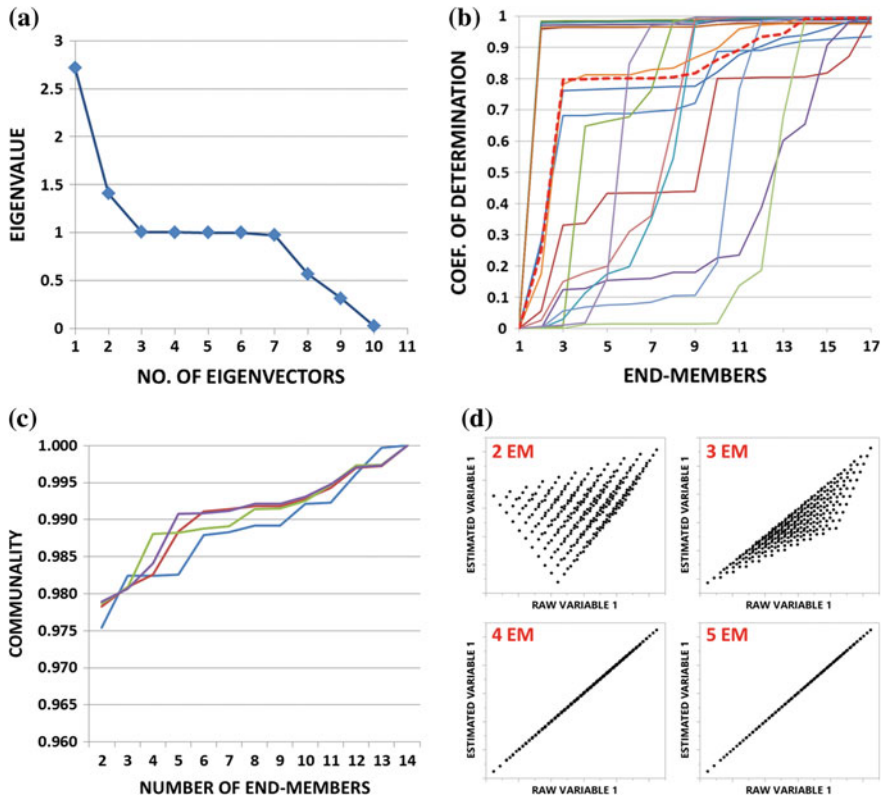 (a)
3
2.5
2
1.5
1
0.5
0
EIGENVALUE
1 2 3 4 5 6 7 8 9 10 11
NO. OF EIGENVECTORS
(b)
1
0.9
0.8
0.7
0.6
0.5
0.4
0.3
0.2
0.1
0
COEF. OF DETERMINATION
1 3 5 7 9 11 13 15 17
END-MEMBERS
(c)
1.000
0.995
0.990
0.985
0.980
0.975
0.970
0.965
0.960
COMMUNALITY
2 3 4 5 6 7 8 9 10 11 12 13 14
NUMBER OF END-MEMBERS
(d)
2 EM
ESTIMATED VARIABLE 1
RAW VARIABLE 1
3 EM
ESTIMATED VARIABLE 1
RAW VARIABLE 1
4 EM
ESTIMATED VARIABLE 1
RAW VARIABLE 1
5 EM
ESTIMATED VARIABLE 1
RAW VARIABLE 1